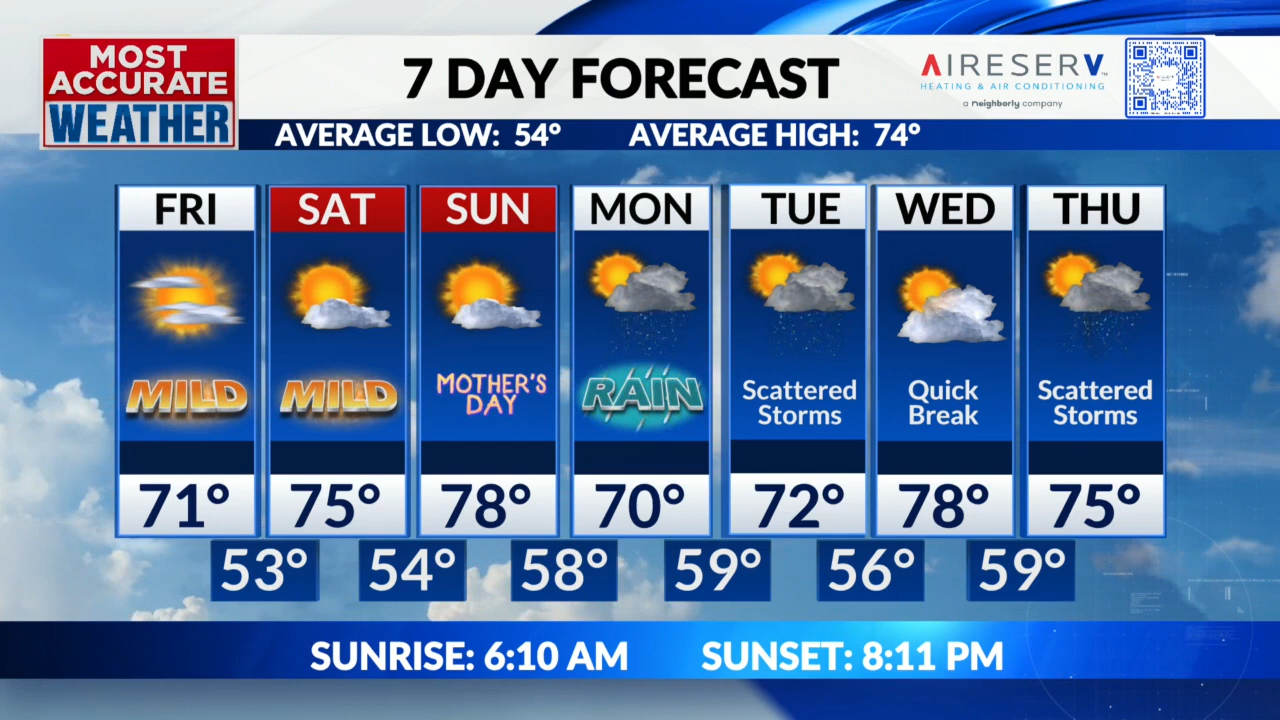 MOST
ACCURATE
WEATHER
7 DAY FORECAST
AIRESERV™
HEATING & AIR CONDITIONING
a neighborly company
AVERAGE LOW: 54° AVERAGE HIGH: 74°
FRI SAT SUN MON TUE WED THU
MILD MILD MOTHER'S DAY RAIN Scattered Storms Quick Break Scattered Storms
71° 75° 78° 70° 72° 78° 75°
53° 54° 58° 59° 56° 59°
SUNRISE: 6:10 AM SUNSET: 8:11 PM